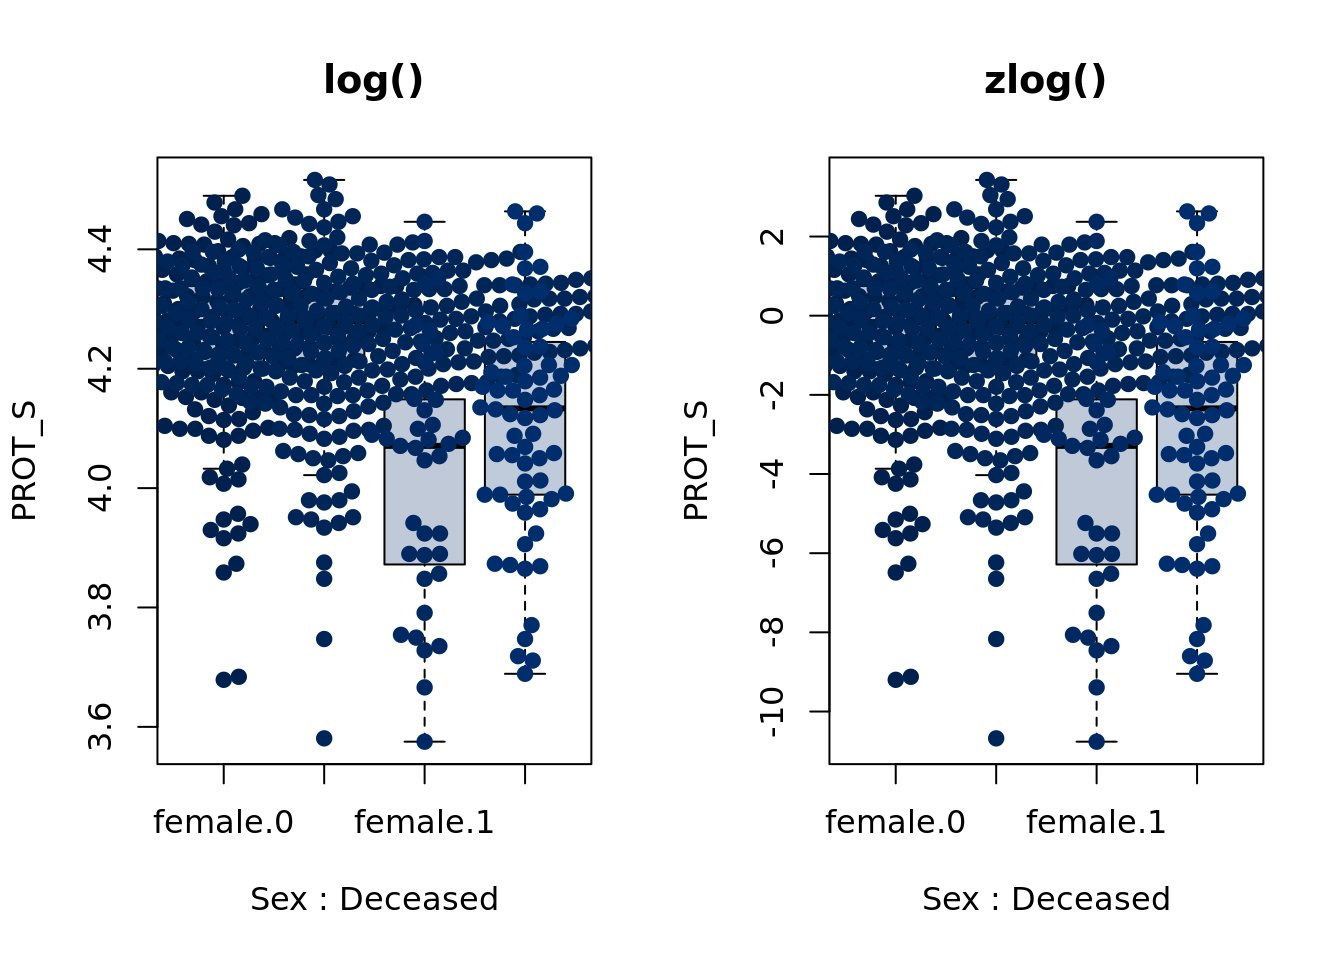 log()
PROT_S
4.4
4.2
4.0
3.8
3.6
female.0 female.1
Sex : Deceased
zlog()
PROT_S
2
0
-2
-4
-6
-8
-10
female.0 female.1
Sex : Deceased